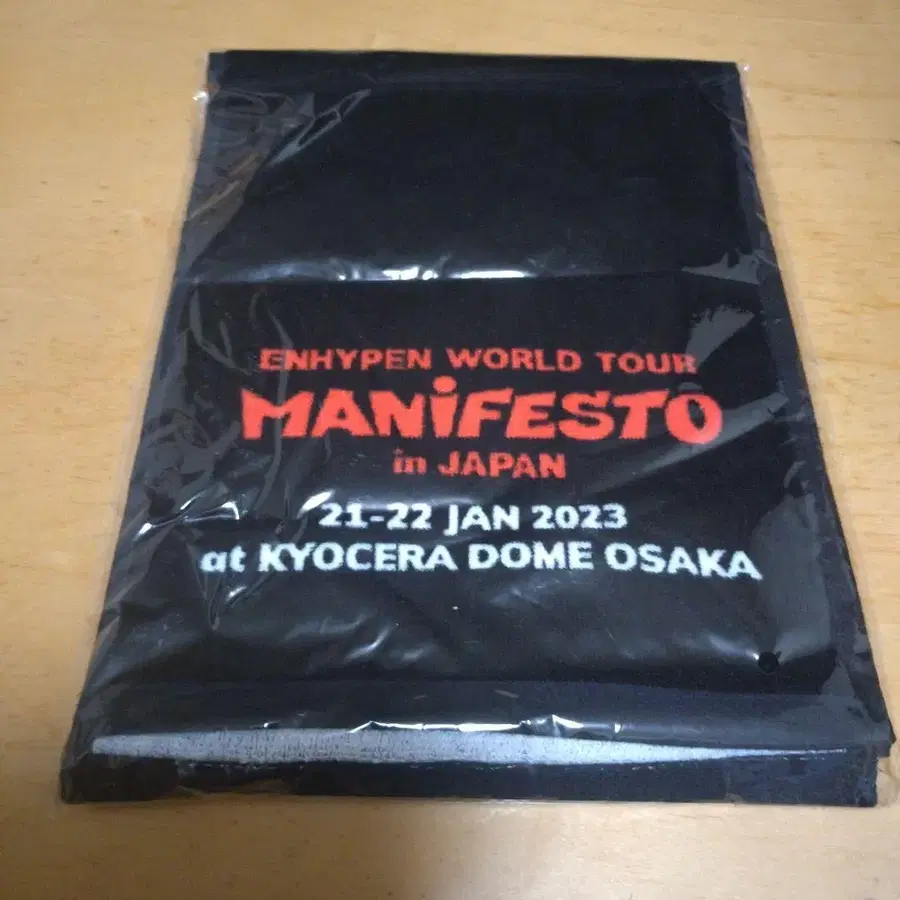 ENHYPEN WORLD TOUR
MANiFESTO
in JAPAN
21-22 JAN 2023
at KYOCERA DOME OSAKA